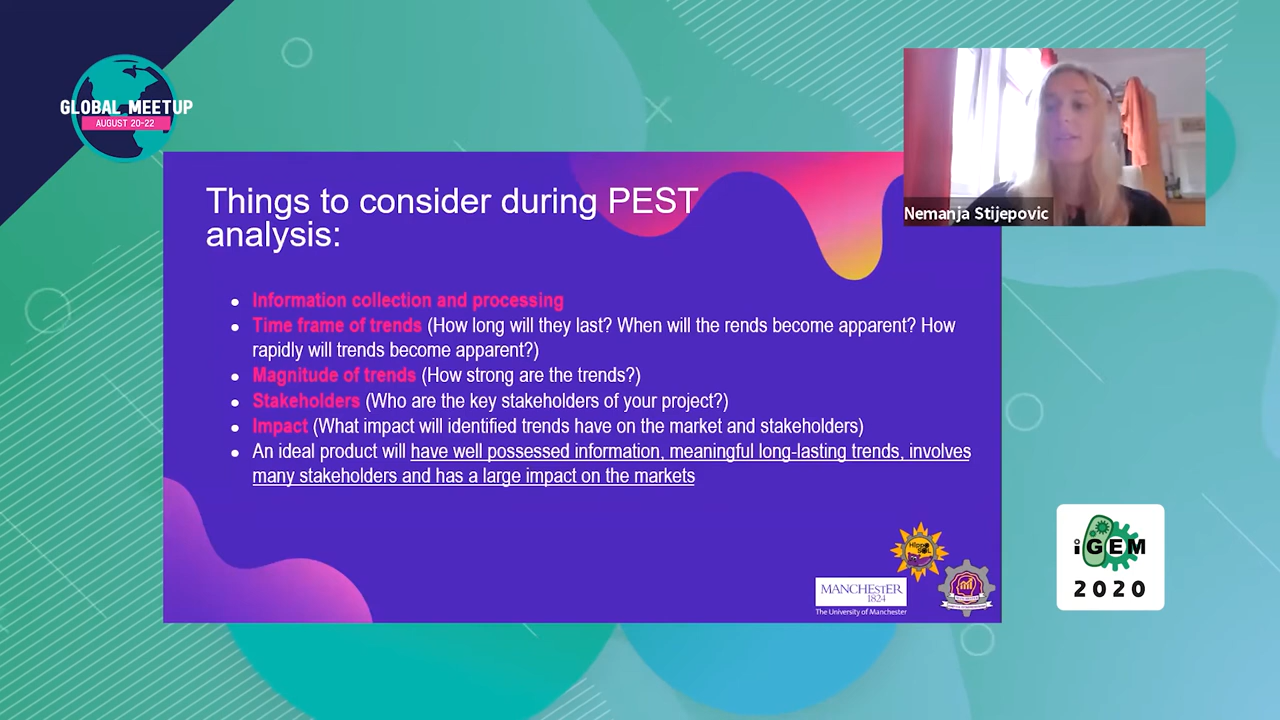 GLOBAL MEETUP
AUGUST 20-22
Nemanja Stijepovic
Things to consider during PEST
analysis:
Information collection and processing
Time frame of trends (How long will they last? When will the rends become apparent? How
rapidly will trends become apparent?)
Magnitude of trends (How strong are the trends?)
Stakeholders (Who are the key stakeholders of your project?)
Impact (What impact will identified trends have on the market and stakeholders)
An ideal product will have well possessed information, meaningful long-lasting trends, involves
many stakeholders and has a large impact on the markets
Hippo
SOL
MANCHESTER
1824
The University of Manchester
iGEM
2020